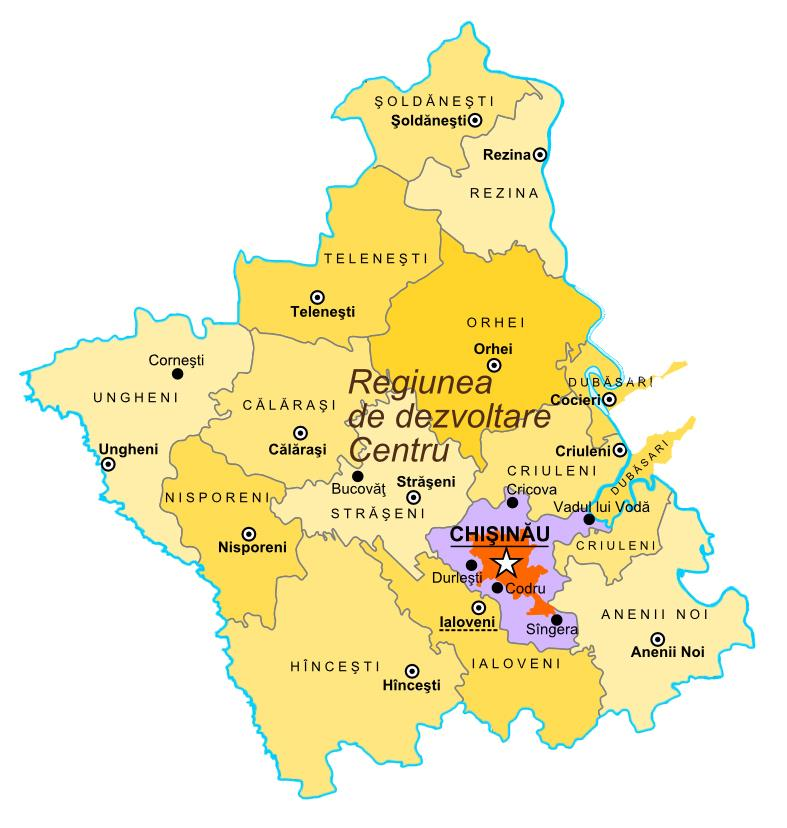 ŞOLDĂNEŞTI
Şoldăneşti
Rezina
REZINA
TELENEŞTI
Teleneşti
ORHEI
Orhei
Corneşti
UNGHENI
Ungheni
CĂLĂRAŞI
Călăraşi
Regiunea
de dezvoltare
Centru
DUBĂSARI
Cocieri
Criuleni
CRIULENI
DUBĂSARI
Bucovăţ
Străşeni
STRĂŞENI
Cricova
Vadul lui Vodă
NISPORENI
Nisporeni
CHIŞINĂU
CRIULENI
Durleşti
Codru
Ialoveni
Sîngera
ANENII NOI
Anenii Noi
IALOVENI
HÎNCEŞTI
Hînceşti